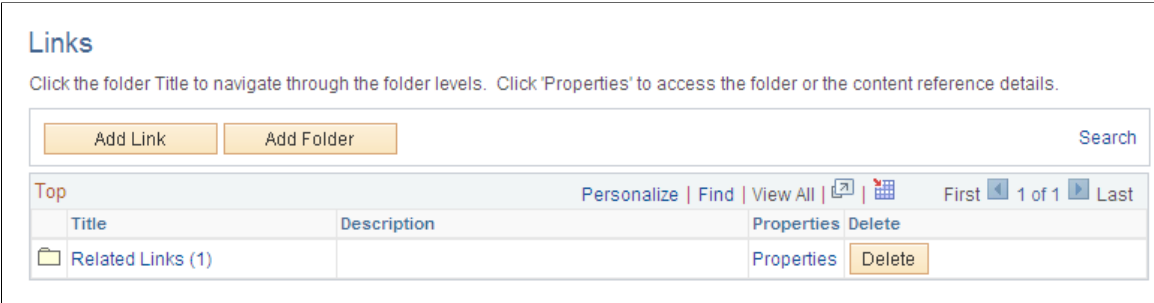 Links
Click the folder Title to navigate through the folder levels. Click 'Properties' to access the folder or the content reference details.
Add Link Add Folder Search
Top Personalize | Find | View All | | First 1 of 1 Last
Title Description Properties Delete
Related Links (1) Properties Delete